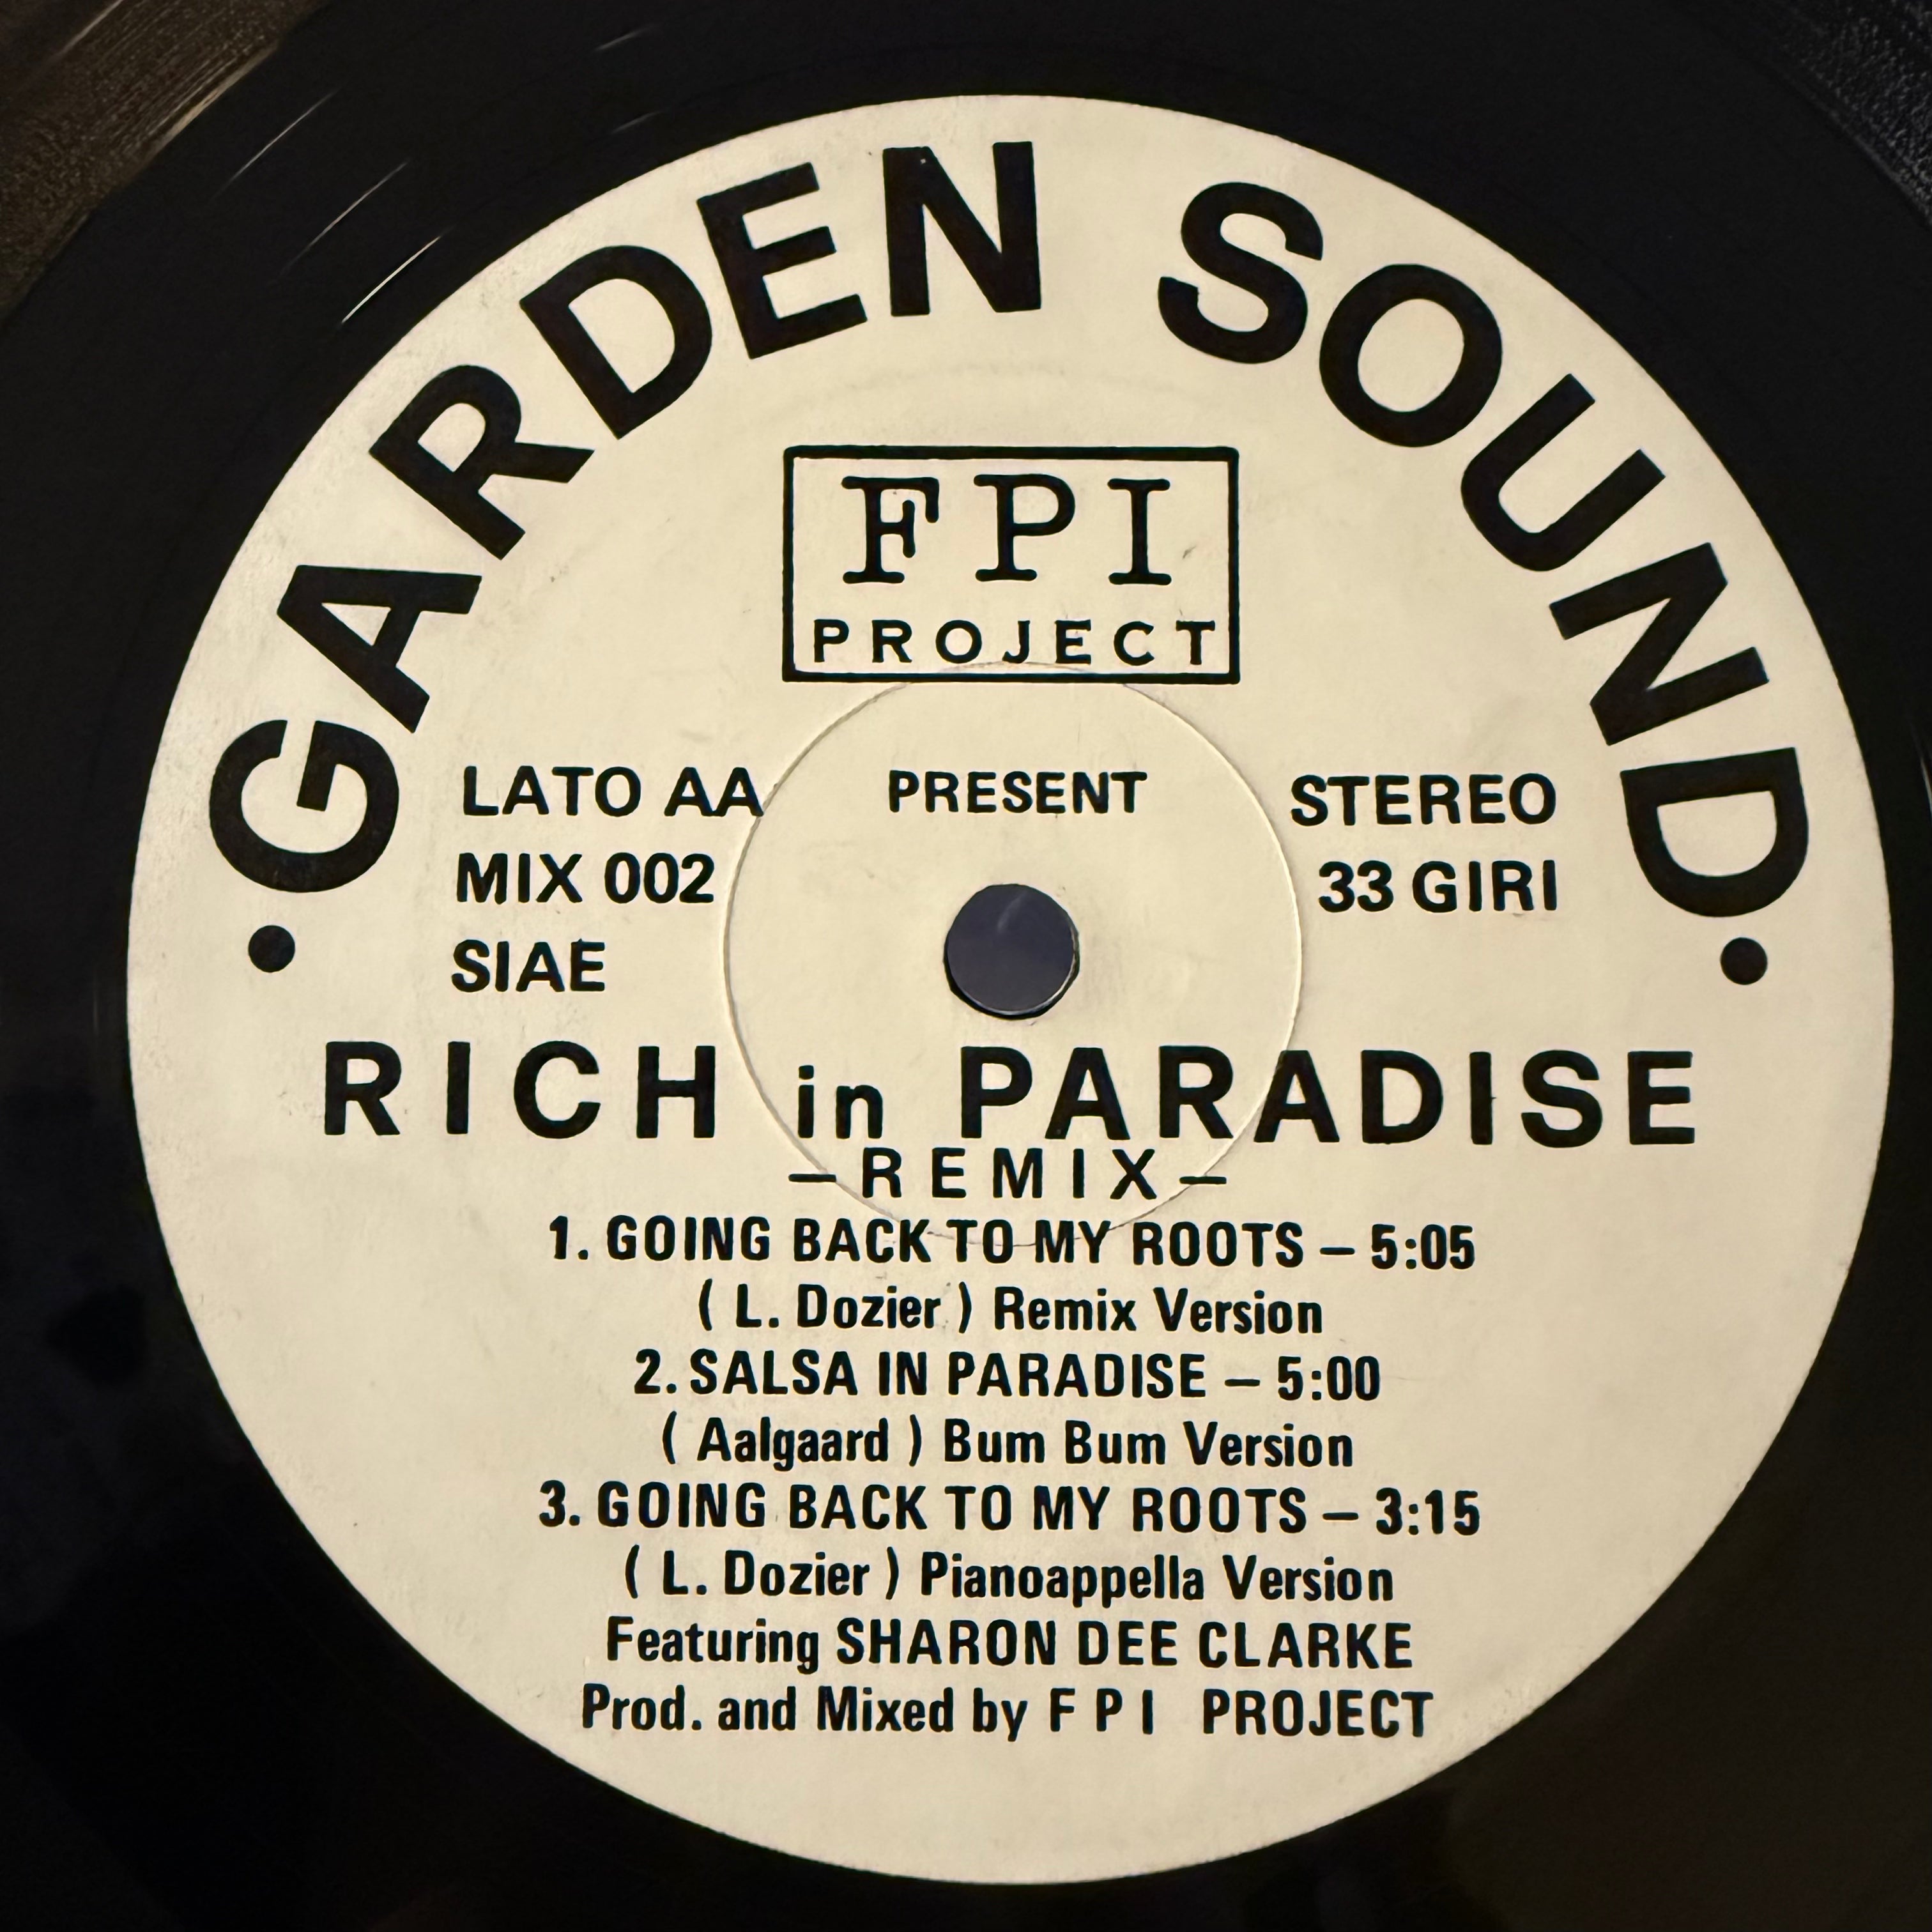 • GARDEN SOUND •
FPI
PROJECT
LATO AA
MIX 002
SIAE
PRESENT
STEREO
33 GIRI
RICH in PARADISE
– REMIX –
1. GOING BACK TO MY ROOTS – 5:05
( L. Dozier ) Remix Version
2. SALSA IN PARADISE – 5:00
( Aalgaard ) Bum Bum Version
3. GOING BACK TO MY ROOTS – 3:15
( L. Dozier ) Pianoappella Version
Featuring SHARON DEE CLARKE
Prod. and Mixed by F P I PROJECT